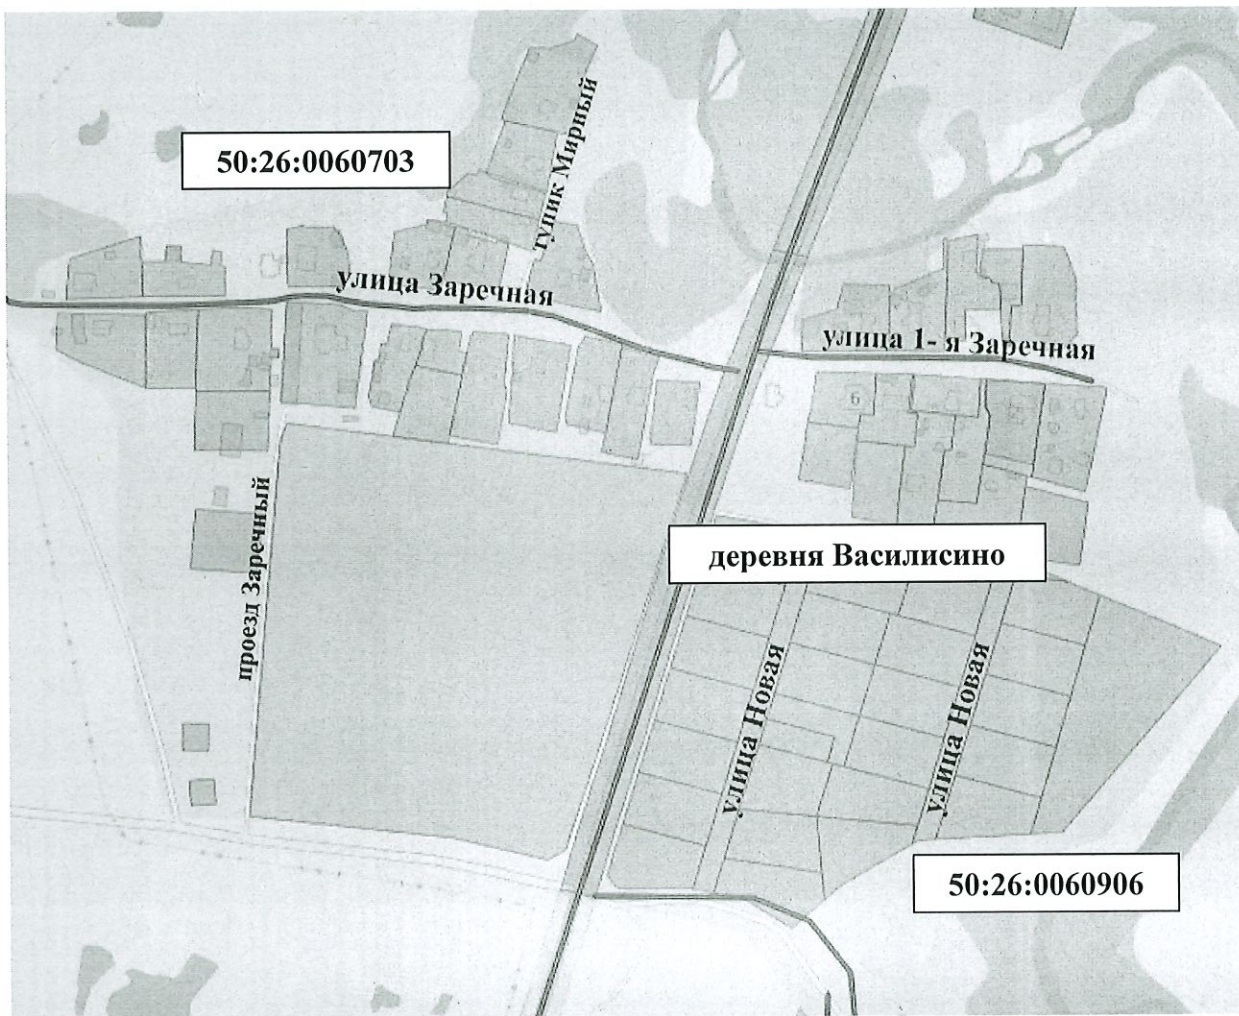 50:26:0060703
тупик Мирный
улица Заречная
улица 1- я Заречная
6
деревня Василисино
проезд Заречный
улица Новая
улица Новая
50:26:0060906